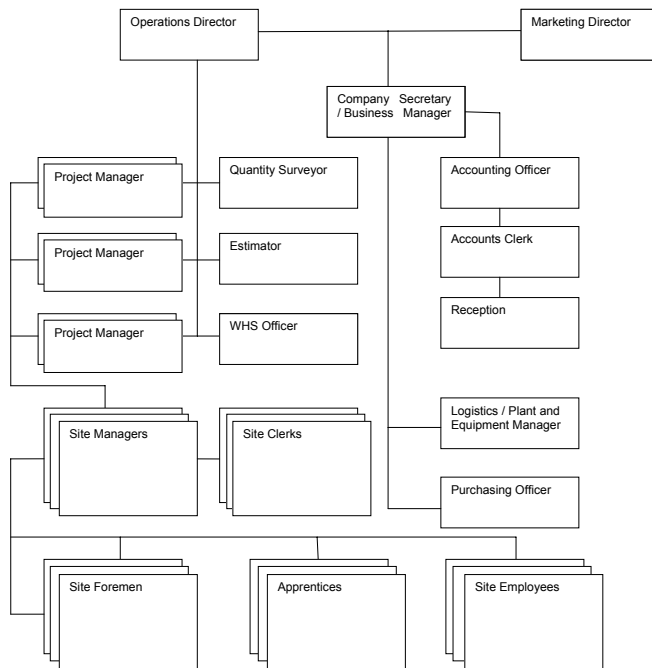 Operations Director
Marketing Director
Company Secretary
/ Business Manager
Project Manager
Quantity Surveyor
Accounting Officer
Project Manager
Estimator
Accounts Clerk
Project Manager
WHS Officer
Reception
Site Managers
Site Clerks
Logistics / Plant and
Equipment Manager
Purchasing Officer
Site Foremen
Apprentices
Site Employees